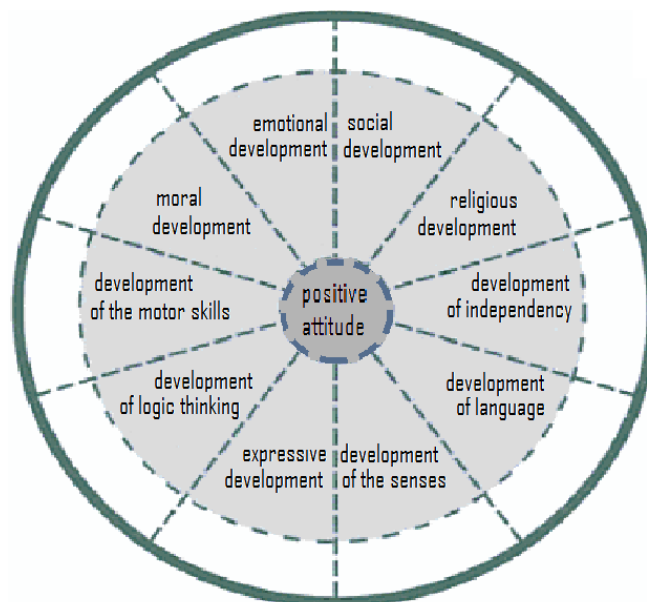 emotional
development
social
development
moral
development
religious
development
development
of the motor skills
positive
attitude
development
of independency
development
of logic thinking
development
of language
expressive
development
development
of the senses